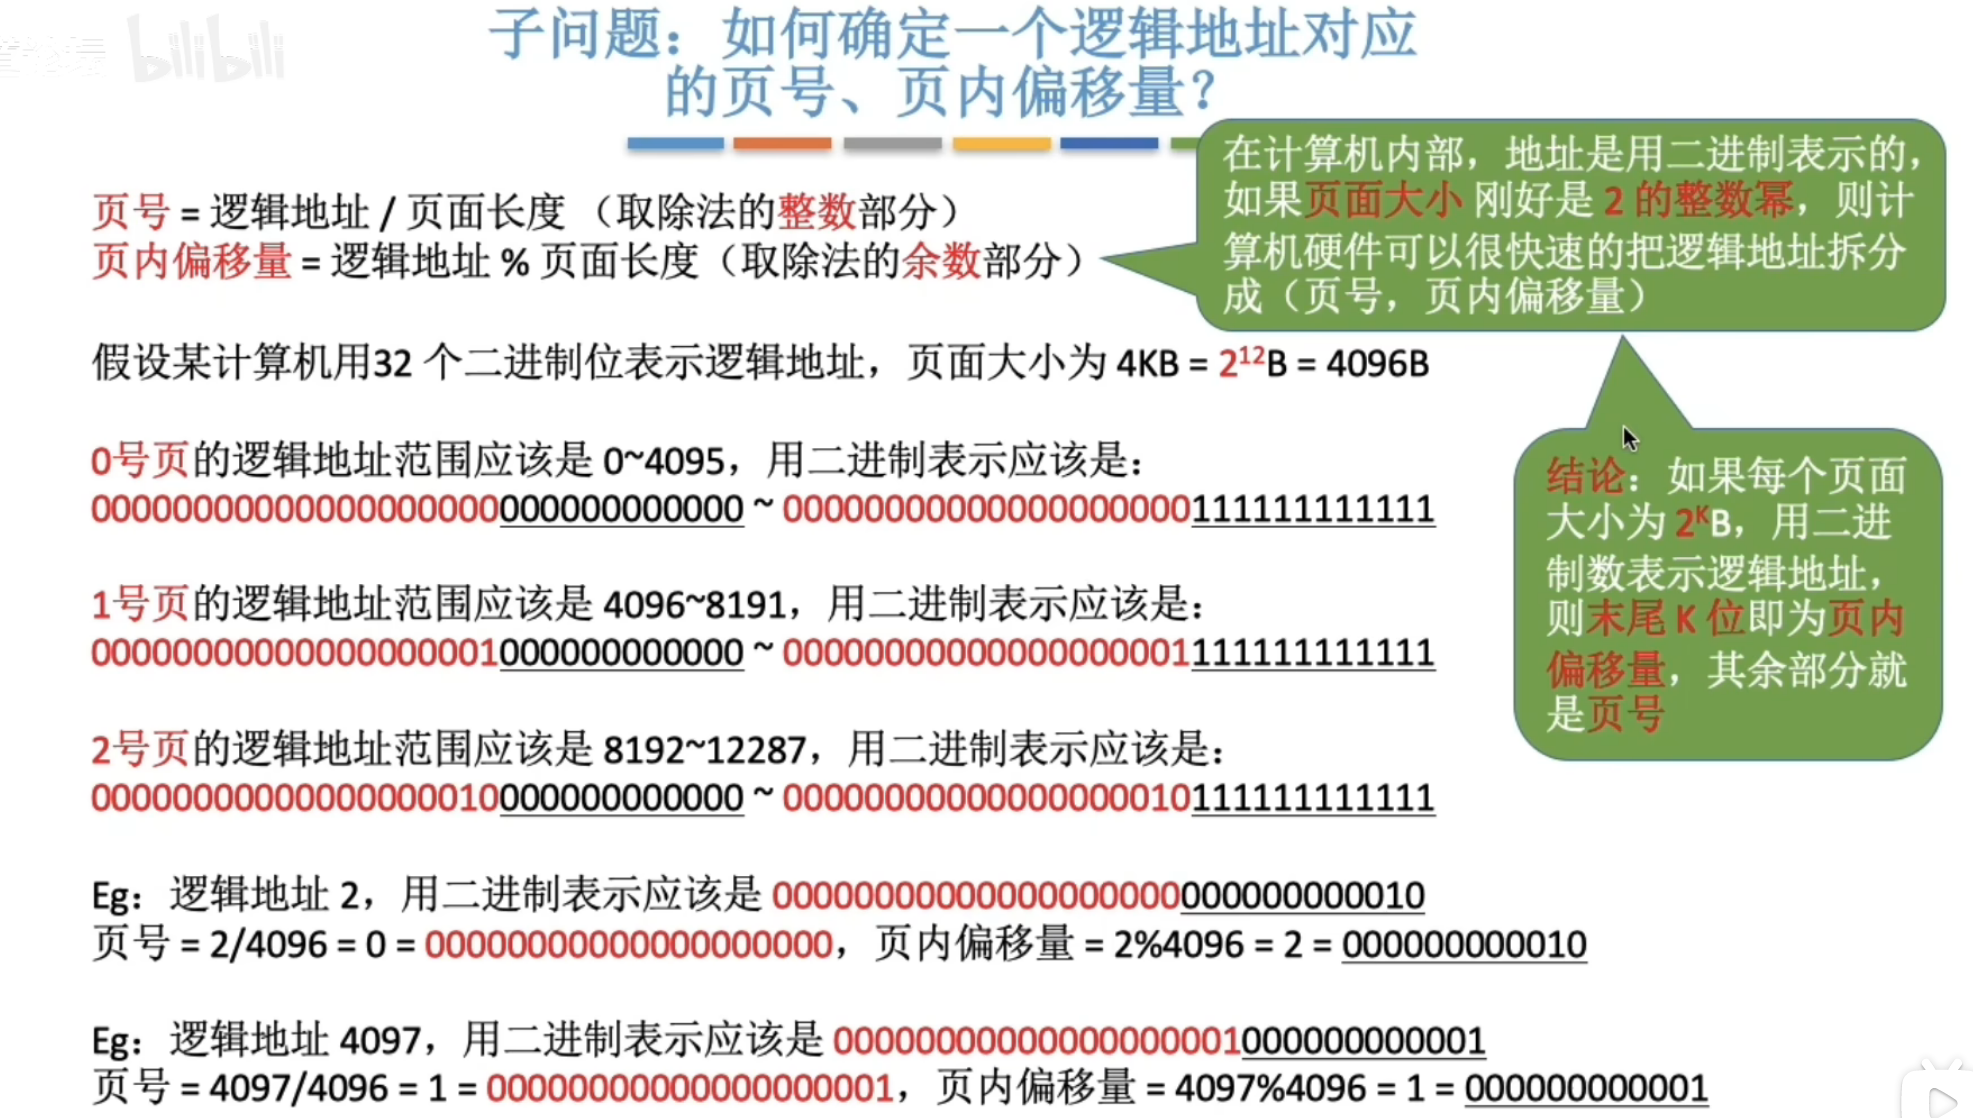 bilibili
子问题：如何确定一个逻辑地址对应
的页号、页内偏移量？
页号 = 逻辑地址 / 页面长度 （取除法的整数部分）
页内偏移量 = 逻辑地址 % 页面长度（取除法的余数部分）
在计算机内部，地址是用二进制表示的，
如果页面大小 刚好是 2 的整数幂，则计
算机硬件可以很快速的把逻辑地址拆分
成（页号，页内偏移量）
假设某计算机用32 个二进制位表示逻辑地址，页面大小为 4KB = 2¹²B = 4096B
0号页的逻辑地址范围应该是 0~4095，用二进制表示应该是：
00000000000000000000000000000000 ~ 00000000000000000000111111111111
1号页的逻辑地址范围应该是 4096~8191，用二进制表示应该是：
00000000000000000001000000000000 ~ 00000000000000000001111111111111
2号页的逻辑地址范围应该是 8192~12287，用二进制表示应该是：
00000000000000000010000000000000 ~ 00000000000000000010111111111111
结论：如果每个页面
大小为 2ᴷB，用二进
制数表示逻辑地址，
则末尾 K 位即为页内
偏移量，其余部分就
是页号
Eg：逻辑地址 2，用二进制表示应该是 00000000000000000000000000000010
页号 = 2/4096 = 0 = 00000000000000000000，页内偏移量 = 2%4096 = 2 = 000000000010
Eg：逻辑地址 4097，用二进制表示应该是 00000000000000000001000000000001
页号 = 4097/4096 = 1 = 00000000000000000001，页内偏移量 = 4097%4096 = 1 = 000000000001